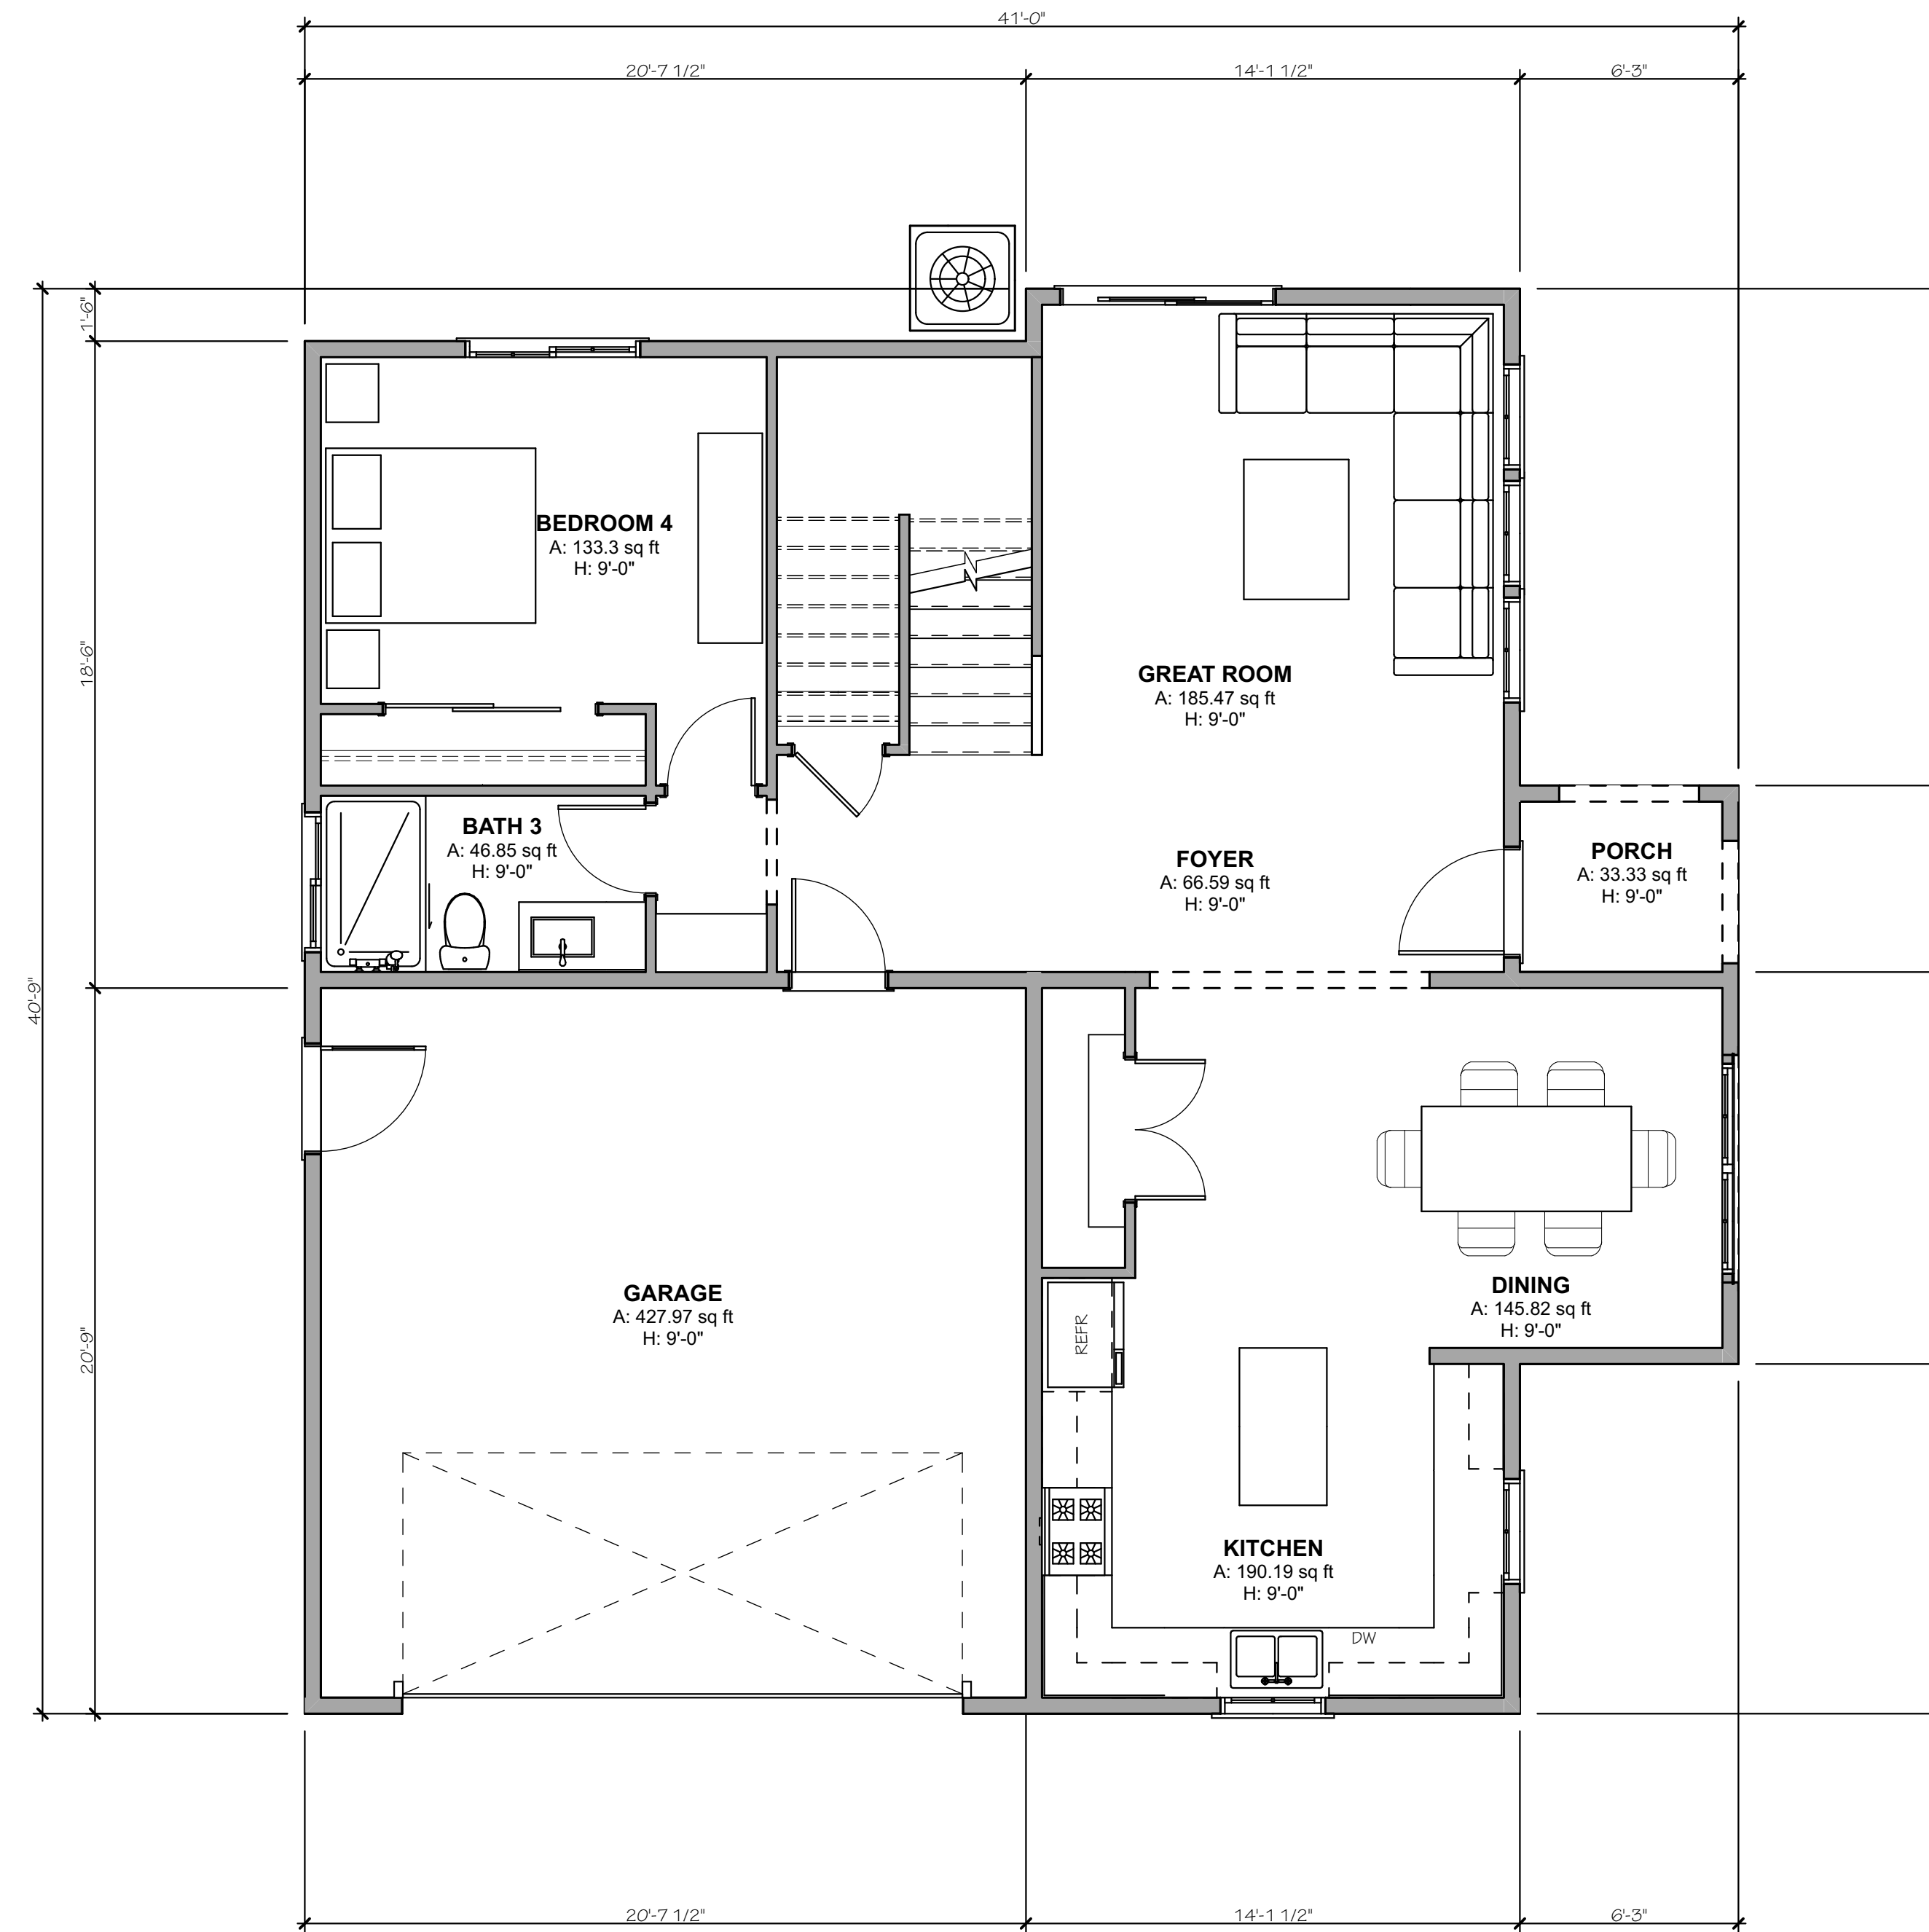 41'-0"
20'-7 1/2"
14'-1 1/2"
6'-3"
1'-6"
18'-6"
40'-9"
20'-9"
BEDROOM 4
A: 133.3 sq ft
H: 9'-0"
GREAT ROOM
A: 185.47 sq ft
H: 9'-0"
BATH 3
A: 46.85 sq ft
H: 9'-0"
FOYER
A: 66.59 sq ft
H: 9'-0"
PORCH
A: 33.33 sq ft
H: 9'-0"
GARAGE
A: 427.97 sq ft
H: 9'-0"
DINING
A: 145.82 sq ft
H: 9'-0"
REFR
KITCHEN
A: 190.19 sq ft
H: 9'-0"
DW
20'-7 1/2"
14'-1 1/2"
6'-3"